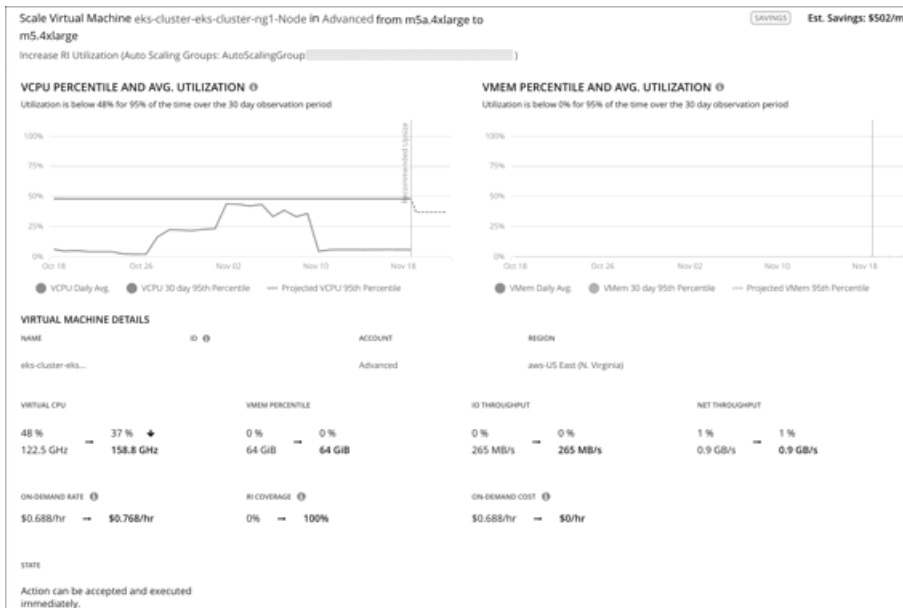 Scale Virtual Machine eks-cluster-eks-cluster-ng1-Node in Advanced from m5a.4xlarge to
m5.4xlarge
SAVINGS
Est. Savings: $502/m
Increase RI Utilization (Auto Scaling Groups: AutoScalingGroup )
VCPU PERCENTILE AND AVG. UTILIZATION
Utilization is below 48% for 95% of the time over the 30 day observation period
100%
75%
50%
25%
0%
Recommended Upsize
Oct 18 Oct 26 Nov 02 Nov 10 Nov 18
VCPU Daily Avg. VCPU 30 day 95th Percentile Projected VCPU 95th Percentile
VMEM PERCENTILE AND AVG. UTILIZATION
Utilization is below 0% for 95% of the time over the 30 day observation period
100%
75%
50%
25%
0%
Oct 18 Oct 26 Nov 02 Nov 10 Nov 18
VMem Daily Avg. VMem 30 day 95th Percentile Projected VMem 95th Percentile
VIRTUAL MACHINE DETAILS
NAME ID ACCOUNT REGION
eks-cluster-eks... Advanced aws-US East (N. Virginia)
VIRTUAL CPU VMEM PERCENTILE IO THROUGHPUT NET THROUGHPUT
48 % → 37 % ↓ 0 % → 0 % 0 % → 0 % 1 % → 1 %
122.5 GHz 158.8 GHz 64 GiB 64 GiB 265 MB/s 265 MB/s 0.9 GB/s 0.9 GB/s
ON-DEMAND RATE RI COVERAGE ON-DEMAND COST
$0.688/hr → $0.768/hr 0% → 100% $0.688/hr → $0/hr
STATE
Action can be accepted and executed
immediately.